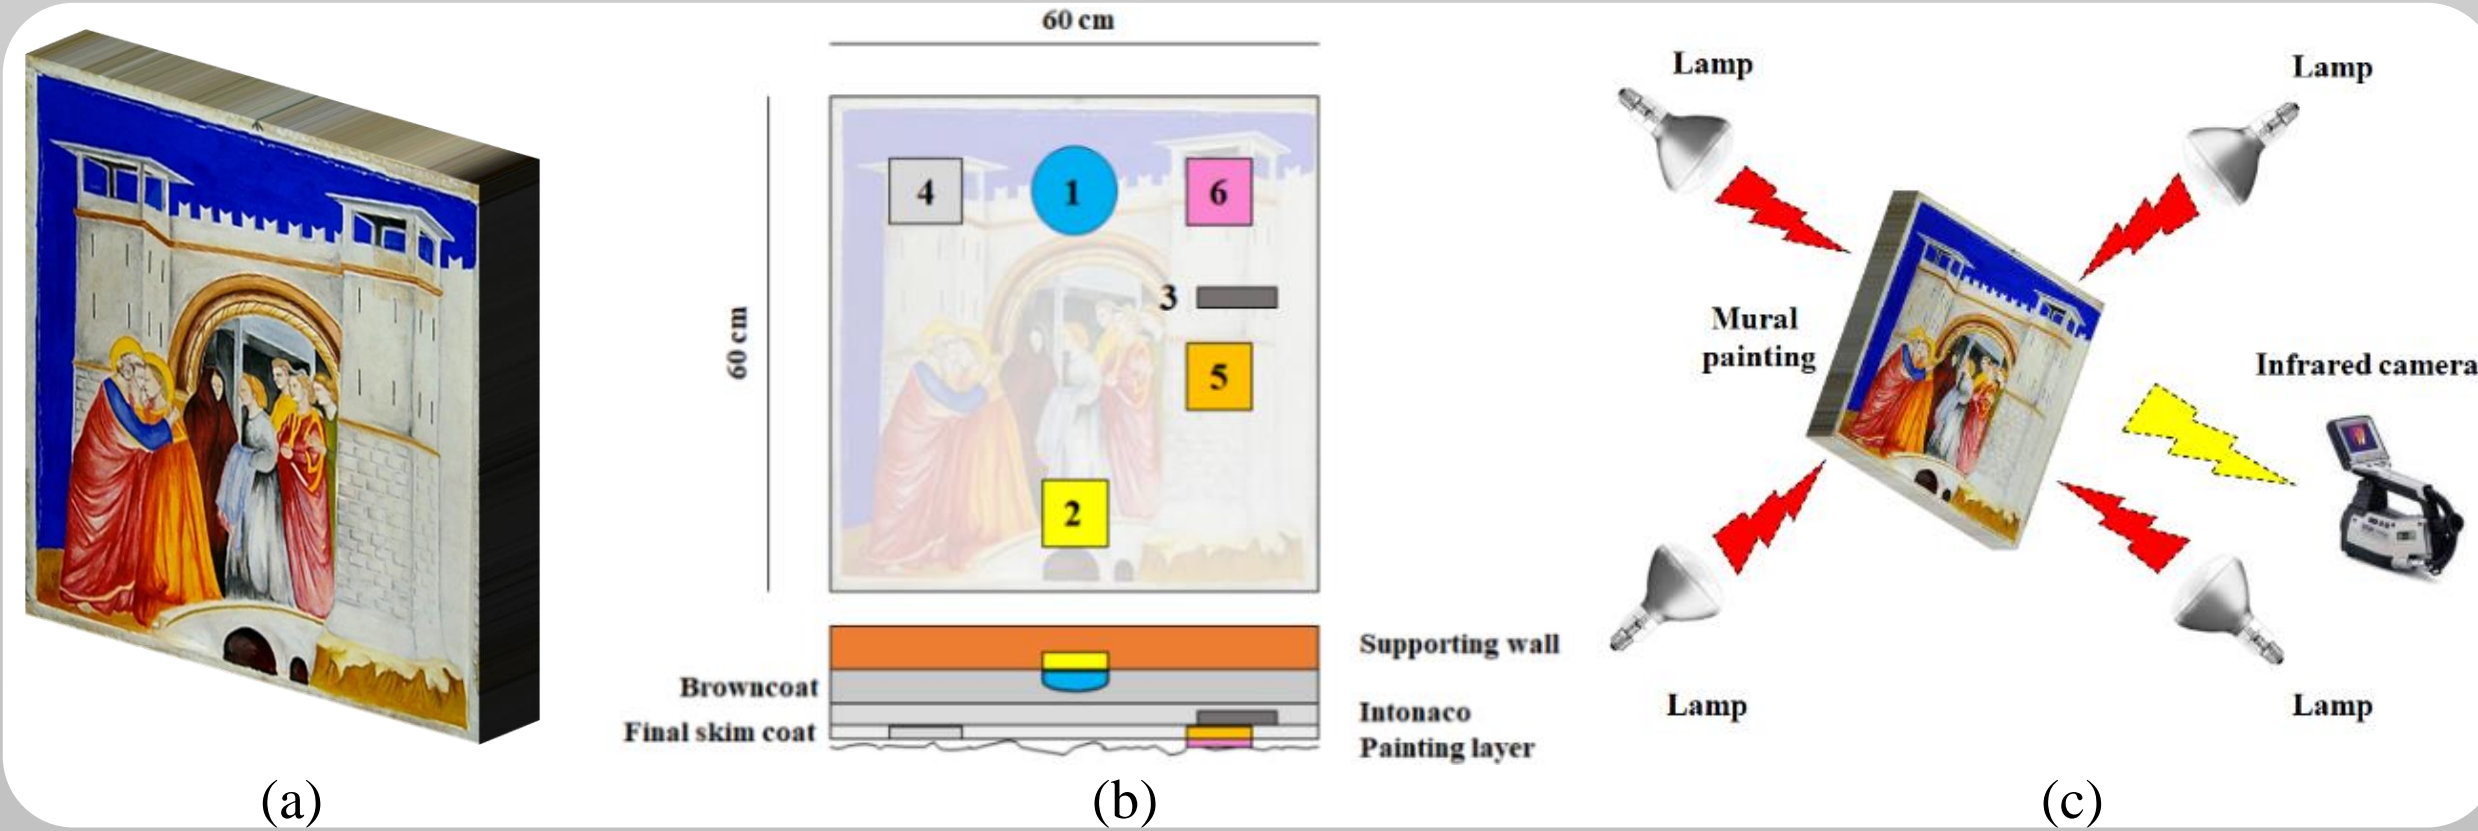 60 cm
60 cm
4
1
6
3
5
2
Supporting wall
Browncoat
Intonaco
Final skim coat
Painting layer
Lamp
Lamp
Mural
painting
Infrared camera
Lamp
Lamp
(a)
(b)
(c)